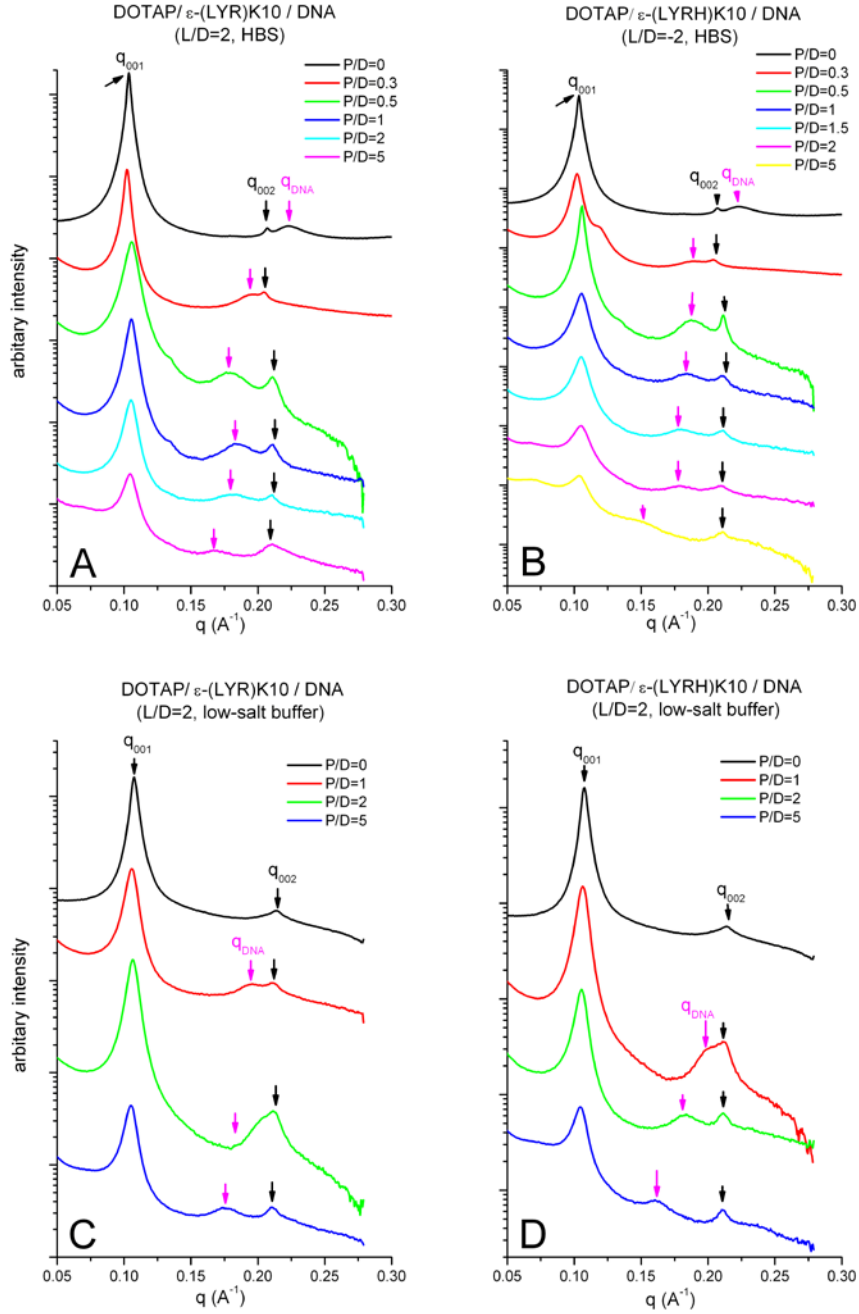 DOTAP/ ε-(LYR)K10 / DNA
(L/D=2, HBS)
q001
P/D=0
P/D=0.3
P/D=0.5
P/D=1
P/D=2
P/D=5
q002
qDNA
arbitary intensity
A
0.05 0.10 0.15 0.20 0.25 0.30
q (A-1)
DOTAP/ ε-(LYRH)K10 / DNA
(L/D=-2, HBS)
q001
P/D=0
P/D=0.3
P/D=0.5
P/D=1
P/D=1.5
P/D=2
P/D=5
q002
qDNA
B
0.05 0.10 0.15 0.20 0.25 0.30
q (A-1)
DOTAP/ ε-(LYR)K10 / DNA
(L/D=2, low-salt buffer)
q001
P/D=0
P/D=1
P/D=2
P/D=5
q002
qDNA
arbitary intensity
C
0.05 0.10 0.15 0.20 0.25 0.30
q (A-1)
DOTAP/ ε-(LYRH)K10 / DNA
(L/D=2, low-salt buffer)
q001
P/D=0
P/D=1
P/D=2
P/D=5
q002
qDNA
D
0.05 0.10 0.15 0.20 0.25 0.30
q (A-1)